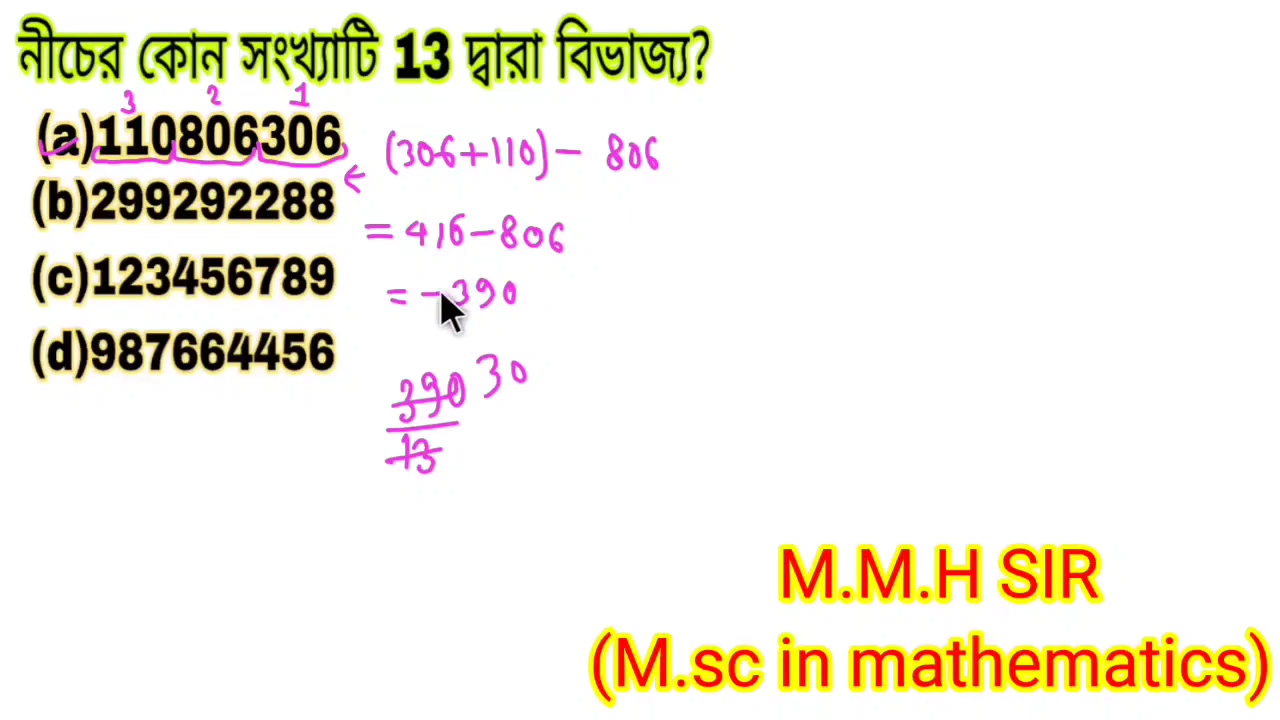 নীচের কোন সংখ্যাটি 13 দ্বারা বিভাজ্য?
3 2 1
(a)110806306
(306+110) - 806
(b)299292288
= 416-806
(c)123456789
= -390
(d)987664456
390 30
13
M.M.H SIR
(M.sc in mathematics)